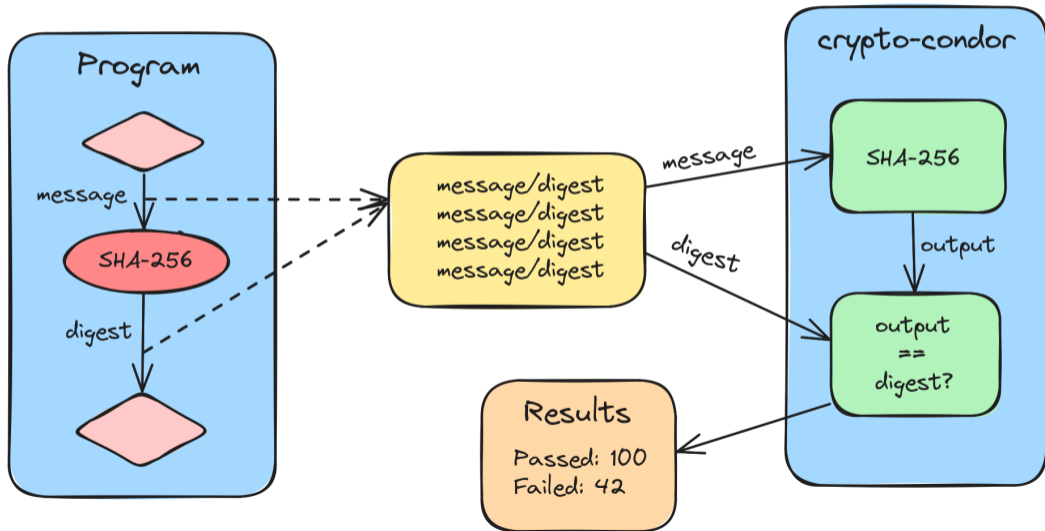 Program
message
SHA-256
digest
message/digest
message/digest
message/digest
message/digest
message
digest
crypto-condor
SHA-256
output
output
==
digest?
Results
Passed: 100
Failed: 42